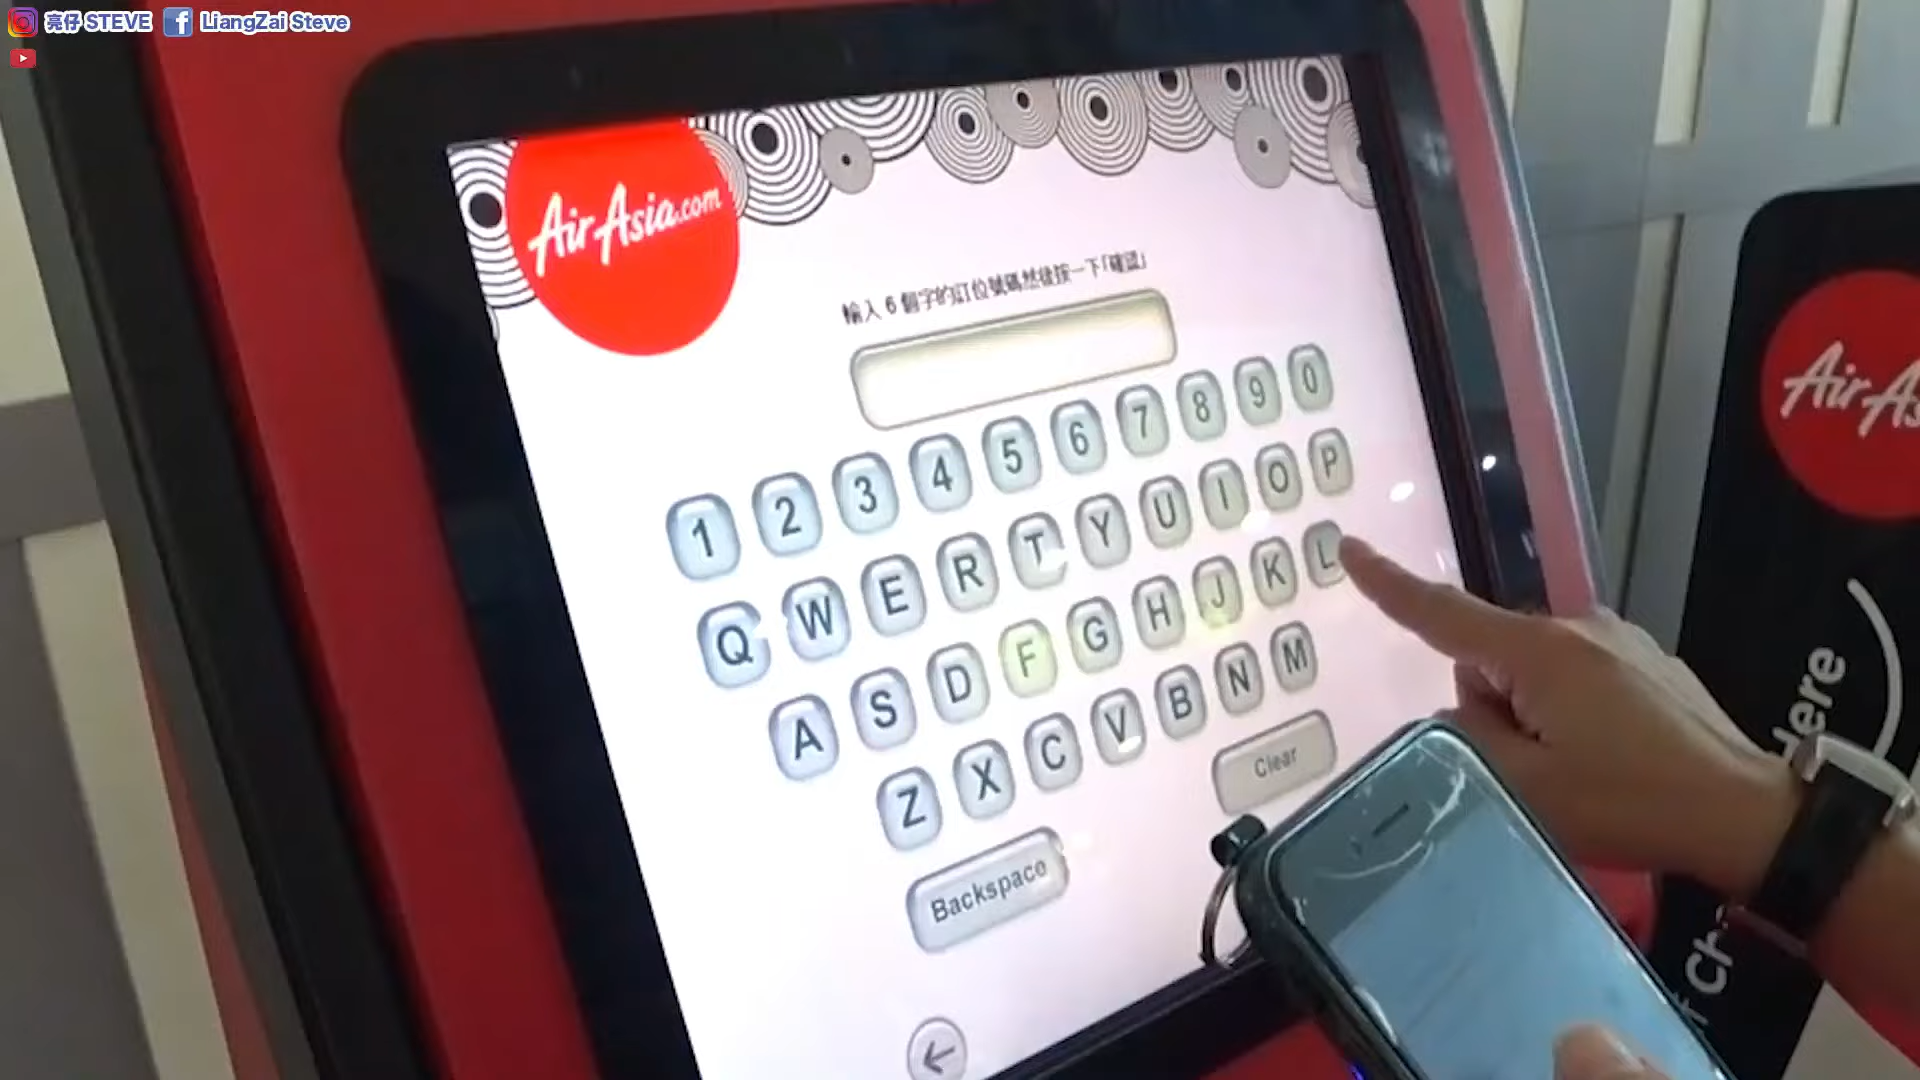 亮仔 STEVE LiangZai Steve
AirAsia.com
輸入 6 個字的訂位號碼然後按一下「確認」
1 2 3 4 5 6 7 8 9 0
Q W E R T Y U I O P
A S D F G H J K L
Z X C V B N M
Backspace Clear
AirAs
Here
Ch